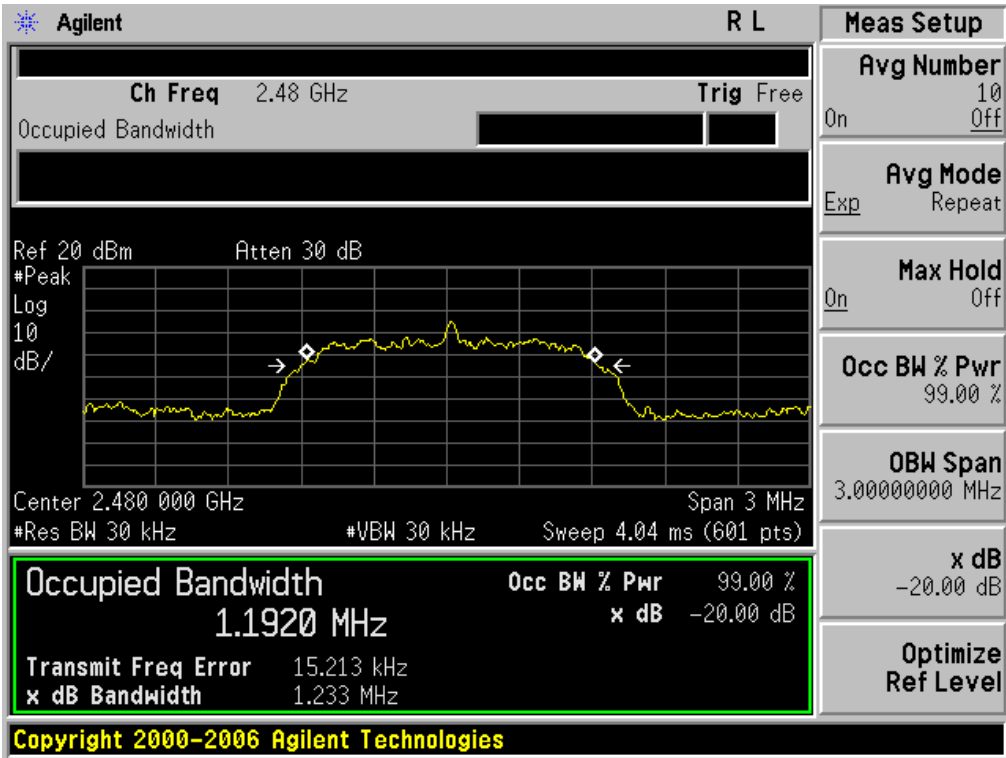 Agilent
R L
Meas Setup
Ch Freq 2.48 GHz
Trig Free
Occupied Bandwidth
Ref 20 dBm
Atten 30 dB
#Peak
Log
10
dB/
Center 2.480 000 GHz
Span 3 MHz
#Res BW 30 kHz
#VBW 30 kHz
Sweep 4.04 ms (601 pts)
Occupied Bandwidth
1.1920 MHz
Occ BW % Pwr 99.00 %
x dB -20.00 dB
Transmit Freq Error 15.213 kHz
x dB Bandwidth 1.233 MHz
Copyright 2000-2006 Agilent Technologies
Avg Number
10
On Off
Avg Mode
Exp Repeat
Max Hold
On Off
Occ BW % Pwr
99.00 %
OBW Span
3.00000000 MHz
x dB
-20.00 dB
Optimize
Ref Level